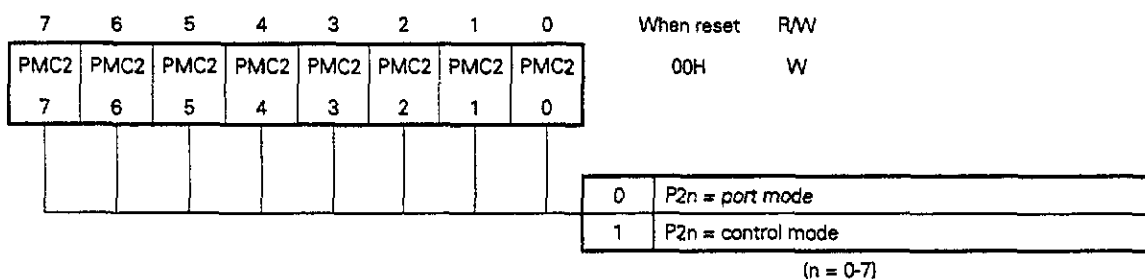 7 6 5 4 3 2 1 0 When reset R/W
PMC2 PMC2 PMC2 PMC2 PMC2 PMC2 PMC2 PMC2 00H W
7 6 5 4 3 2 1 0
0 P2n = port mode
1 P2n = control mode
(n = 0-7)